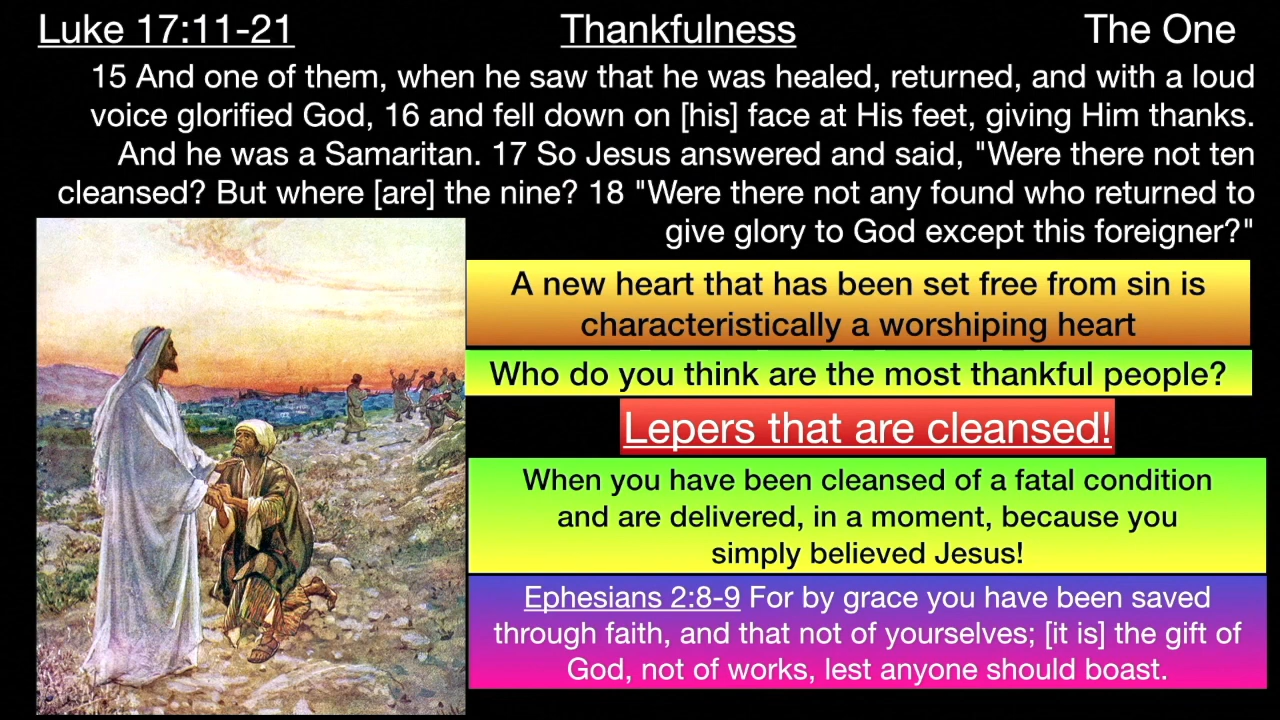 Luke 17:11-21 Thankfulness The One
15 And one of them, when he saw that he was healed, returned, and with a loud
voice glorified God, 16 and fell down on [his] face at His feet, giving Him thanks.
And he was a Samaritan. 17 So Jesus answered and said, "Were there not ten
cleansed? But where [are] the nine? 18 "Were there not any found who returned to
give glory to God except this foreigner?"
A new heart that has been set free from sin is
characteristically a worshiping heart
Who do you think are the most thankful people?
Lepers that are cleansed!
When you have been cleansed of a fatal condition
and are delivered, in a moment, because you
simply believed Jesus!
Ephesians 2:8-9 For by grace you have been saved
through faith, and that not of yourselves; [it is] the gift of
God, not of works, lest anyone should boast.